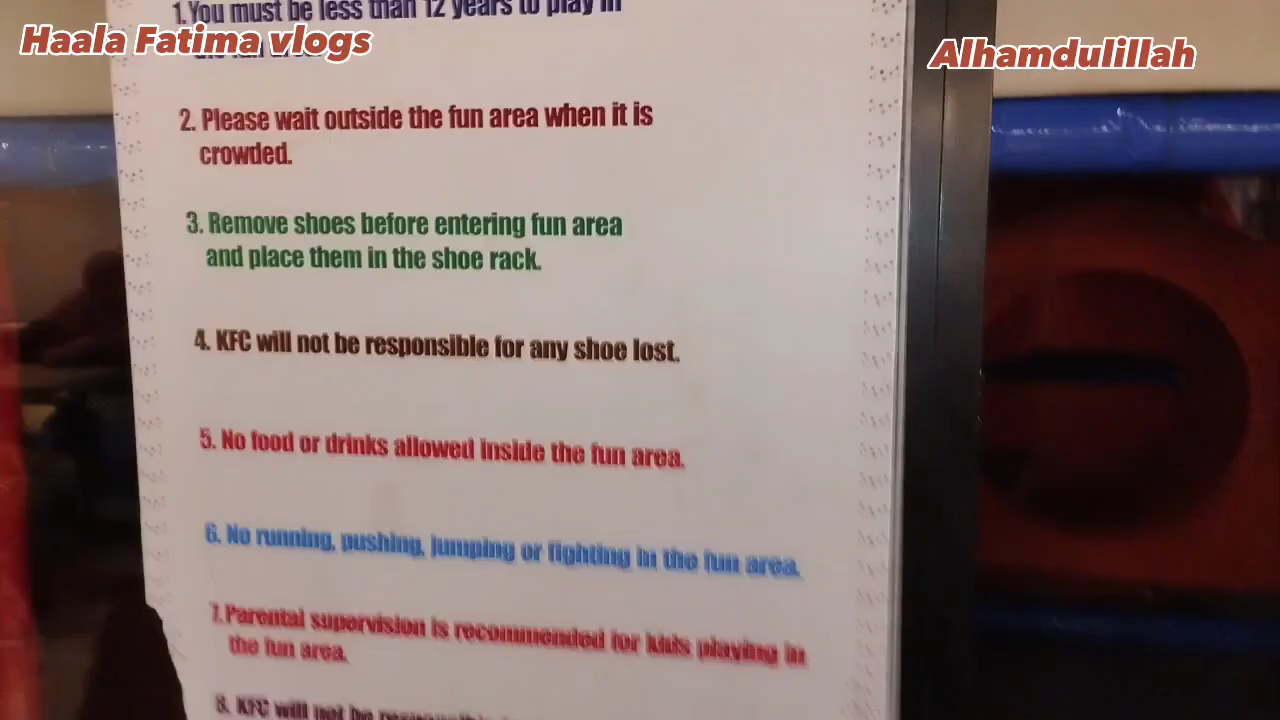 Haala Fatima vlogs
Alhamdulillah
1.You must be less than 12 years to play in
the fun area.
2. Please wait outside the fun area when it is
crowded.
3. Remove shoes before entering fun area
and place them in the shoe rack.
4. KFC will not be responsible for any shoe lost.
5. No food or drinks allowed inside the fun area.
6. No running, pushing, jumping or fighting in the fun area.
7.Parental supervision is recommended for kids playing in
the fun area.
8. KFC will not be responsible